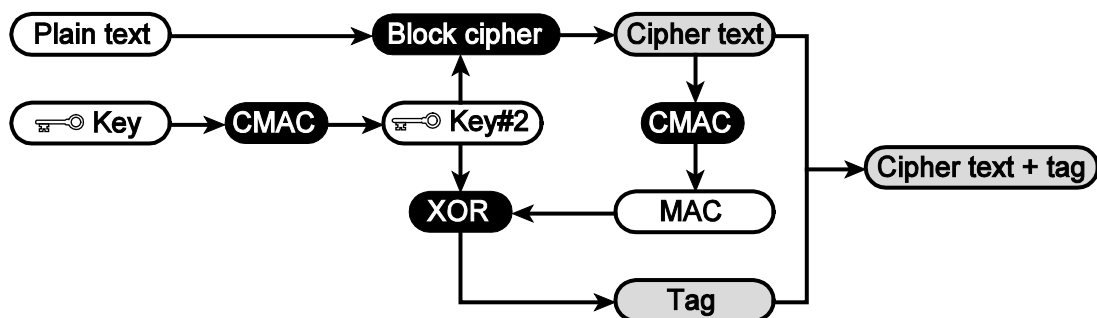 Plain text
Block cipher
Cipher text
Key
CMAC
Key#2
CMAC
Cipher text + tag
XOR
MAC
Tag